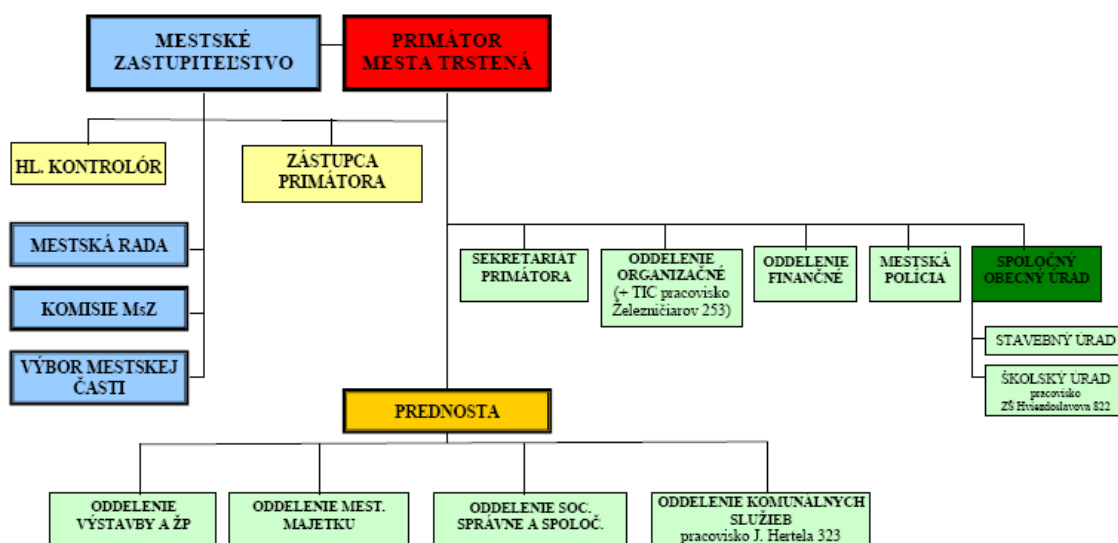 MESTSKÉ
ZASTUPITEĽSTVO
PRIMÁTOR
MESTA TRSTENÁ
HL. KONTROLÓR
ZÁSTUPCA
PRIMÁTORA
MESTSKÁ RADA
KOMISIE MsZ
VÝBOR MESTSKEJ
ČASTI
SEKRETARIÁT
PRIMÁTORA
ODDELENIE
ORGANIZAČNÉ
(+ TIC pracovisko
Železničiarov 253)
ODDELENIE
FINANČNÉ
MESTSKÁ
POLÍCIA
SPOLOČNÝ
OBECNÝ ÚRAD
STAVEBNÝ ÚRAD
ŠKOLSKÝ ÚRAD
pracovisko
ZŠ Hviezdoslavova 822
PREDNOSTA
ODDELENIE
VÝSTAVBY A ŽP
ODDELENIE MEST.
MAJETKU
ODDELENIE SOC.
SPRÁVNE A SPOLOČ.
ODDELENIE KOMUNÁLNYCH
SLUŽIEB
pracovisko J. Hertela 323